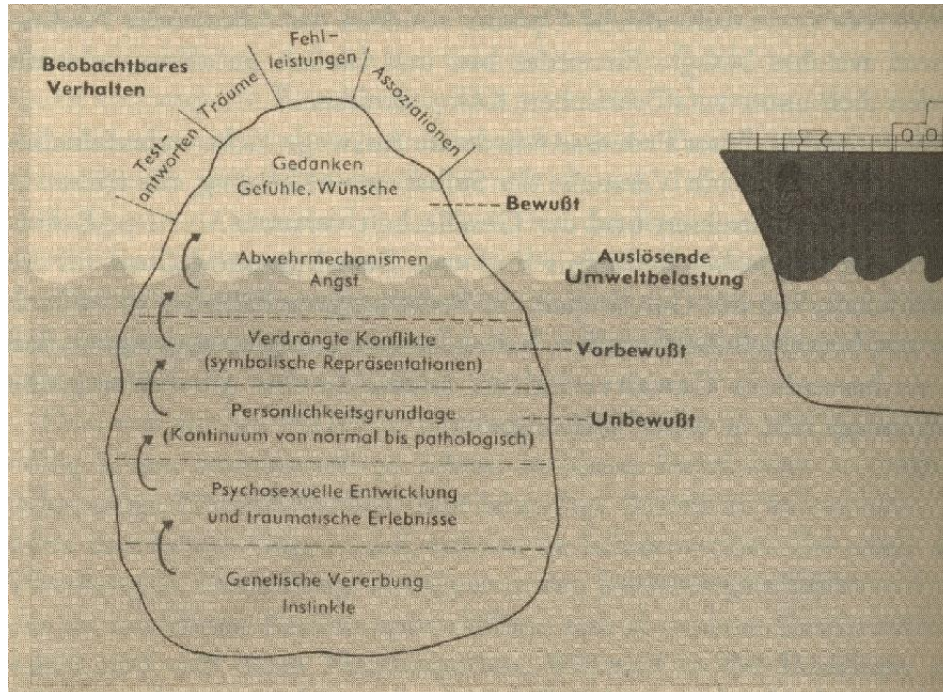 Beobachtbares
Verhalten
Test-
antworten
Träume
Fehl-
leistungen
Assoziationen
Gedanken
Gefühle, Wünsche
Bewußt
Abwehrmechanismen
Angst
Auslösende
Umweltbelastung
Verdrängte Konflikte
(symbolische Repräsentationen)
Vorbewußt
Persönlichkeitsgrundlage
(Kontinuum von normal bis pathologisch)
Unbewußt
Psychosexuelle Entwicklung
und traumatische Erlebnisse
Genetische Vererbung
Instinkte